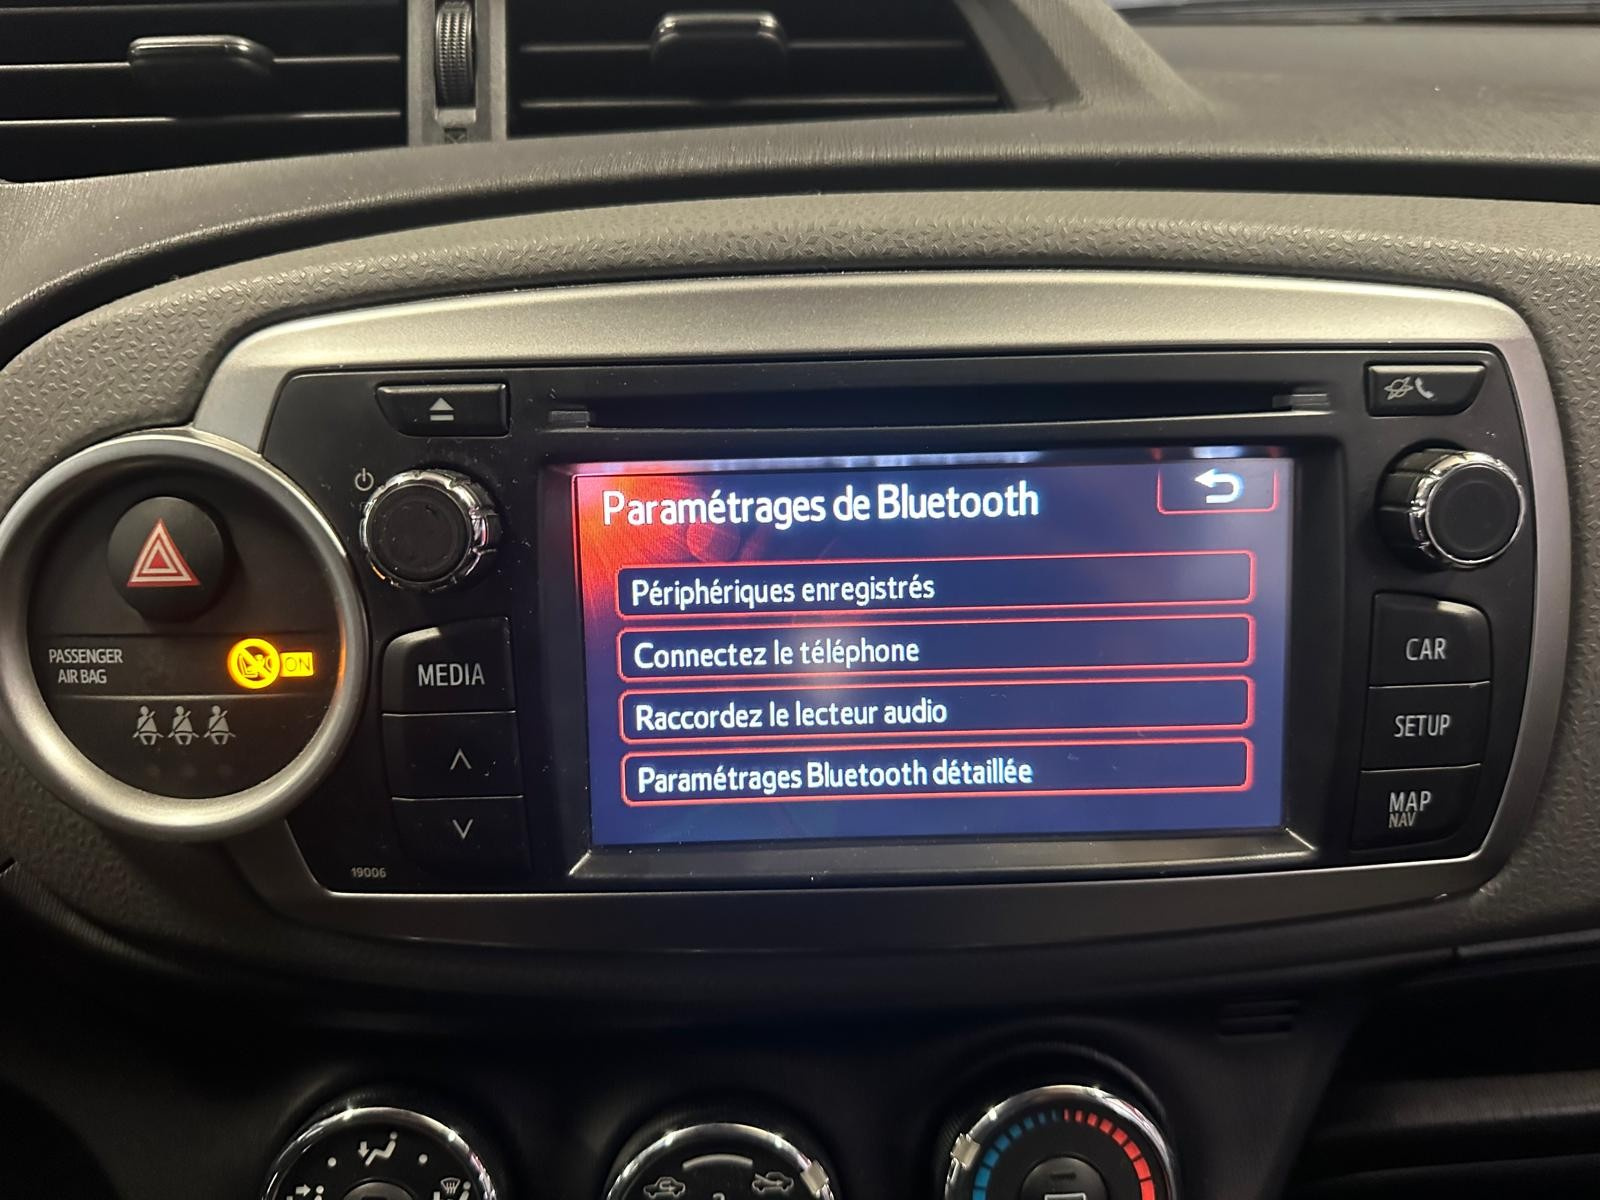 Paramétrages de Bluetooth
Périphériques enregistrés
Connectez le téléphone
Raccordez le lecteur audio
Paramétrages Bluetooth détaillée
PASSENGER
AIR BAG
ON
MEDIA
19006
CAR
SETUP
MAP
NAV